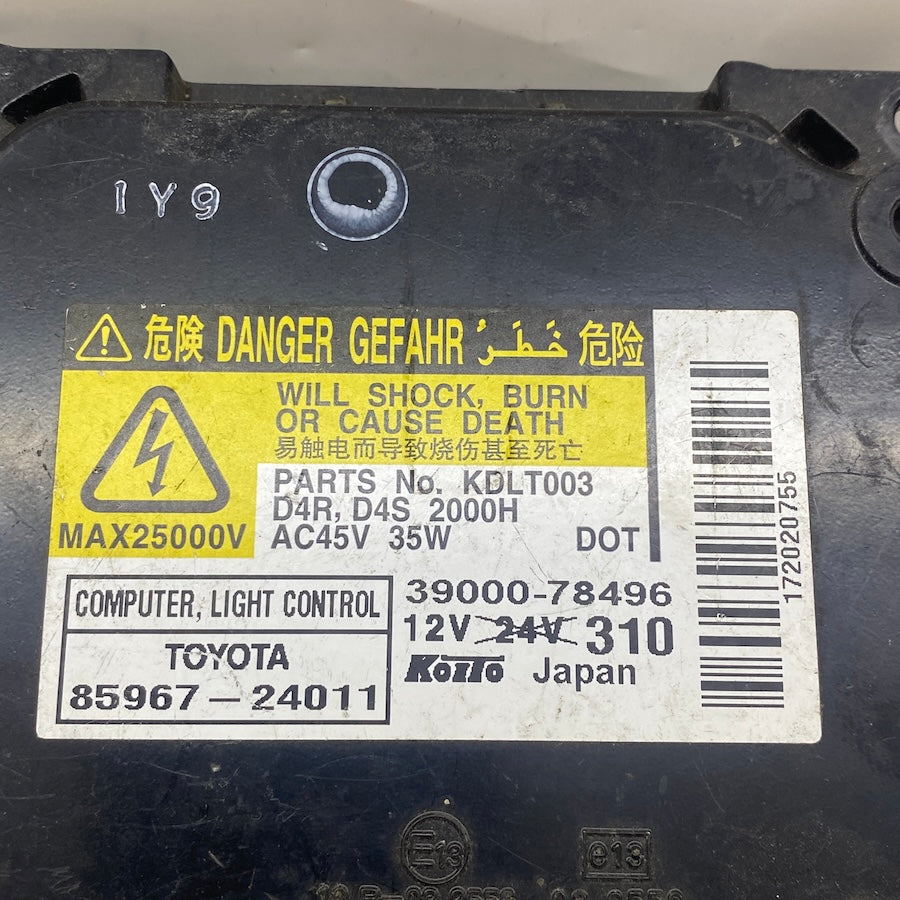 1Y9
危険 DANGER GEFAHR خَطَرُ 危险
WILL SHOCK, BURN
OR CAUSE DEATH
易触电而导致烧伤甚至死亡
MAX25000V
PARTS No. KDLT003
D4R, D4S 2000H
AC45V 35W DOT
COMPUTER, LIGHT CONTROL
TOYOTA
85967-24011
39000-78496
12V 24V 310
KOITO Japan
172020755
E13
e13